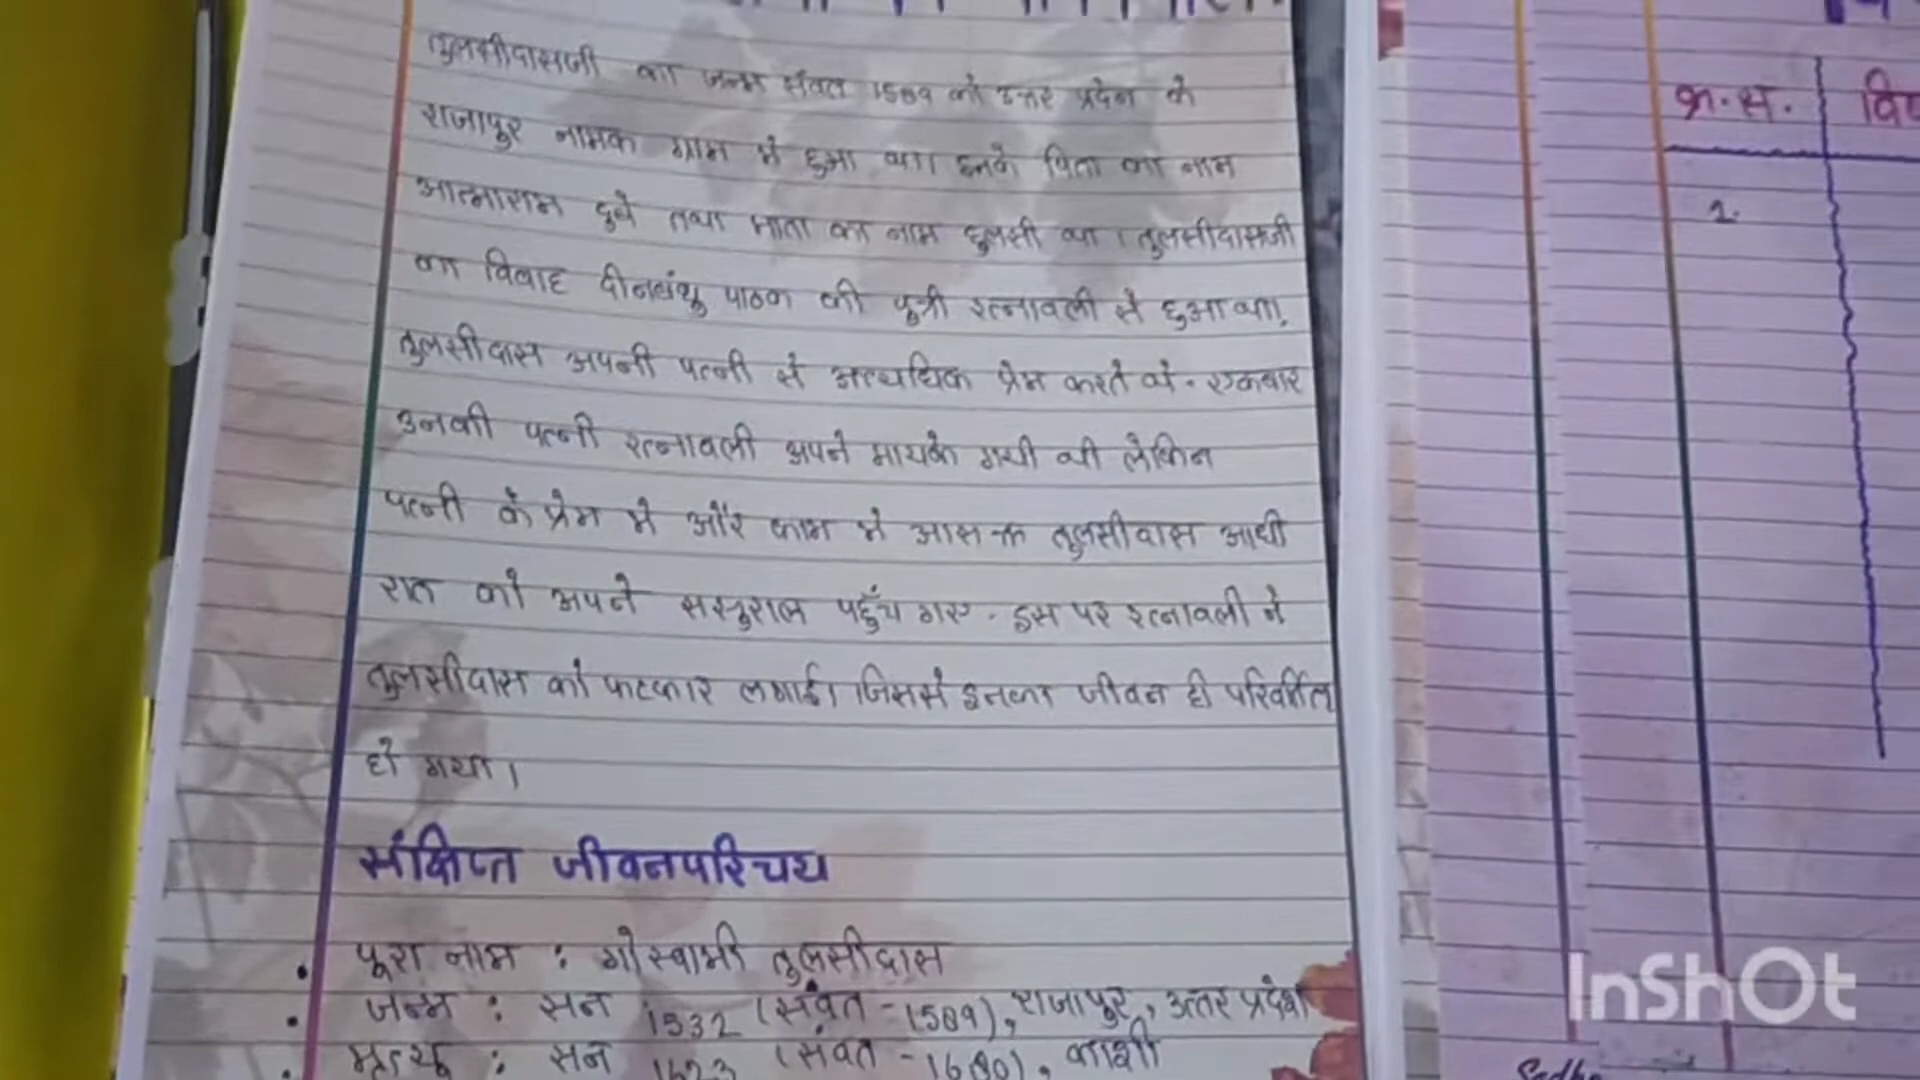 तुलसीदासजी का जन्म संवत 1589 को उत्तर प्रदेश के
राजापुर नामक ग्राम में हुआ था। इनके पिता का नाम
आत्माराम दुबे तथा माता का नाम हुलसी था । तुलसीदासजी
का विवाह दीनबंधु पाठक की पुत्री रत्नावली से हुआ था,
तुलसीदास अपनी पत्नी से अत्यधिक प्रेम करते थे. एकबार
उनकी पत्नी रत्नावली अपने मायके गयी थी लेकिन
पत्नी के प्रेम में और काम में आसक्त तुलसीदास आधी
रात को अपने ससुराल पहुँच गए. इस पर रत्नावली ने
तुलसीदास को फटकार लगाई। जिससे इनका जीवन ही परिवर्तित
हो गया।
संक्षिप्त जीवनपरिचय
• पूरा नाम : गोस्वामी तुलसीदास
• जन्म : सन 1532 (संवत - 1589), राजापुर, उत्तर प्रदेश
• मृत्यू : सन 1623 (संवत - 1680), काशी
क्र.स.
1.
InShOt